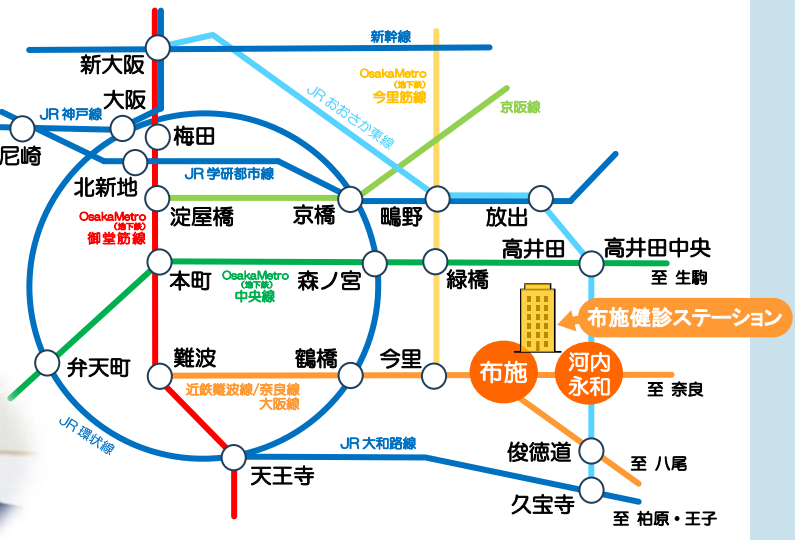 新幹線
新大阪
OsakaMetro
(地下鉄)
今里筋線
大阪
JR おおさか東線
京阪線
JR 神戸線
梅田
尼崎
JR 学研都市線
北新地
OsakaMetro
(地下鉄)
御堂筋線
淀屋橋
京橋
鴫野
放出
高井田
高井田中央
至 生駒
本町
OsakaMetro
(地下鉄)
中央線
森ノ宮
緑橋
布施健診ステーション
弁天町
難波
鶴橋
今里
布施
河内
永和
近鉄難波線/奈良線
大阪線
至 奈良
JR 環状線
JR 大和路線
俊徳道
至 八尾
天王寺
久宝寺
至 柏原・王子